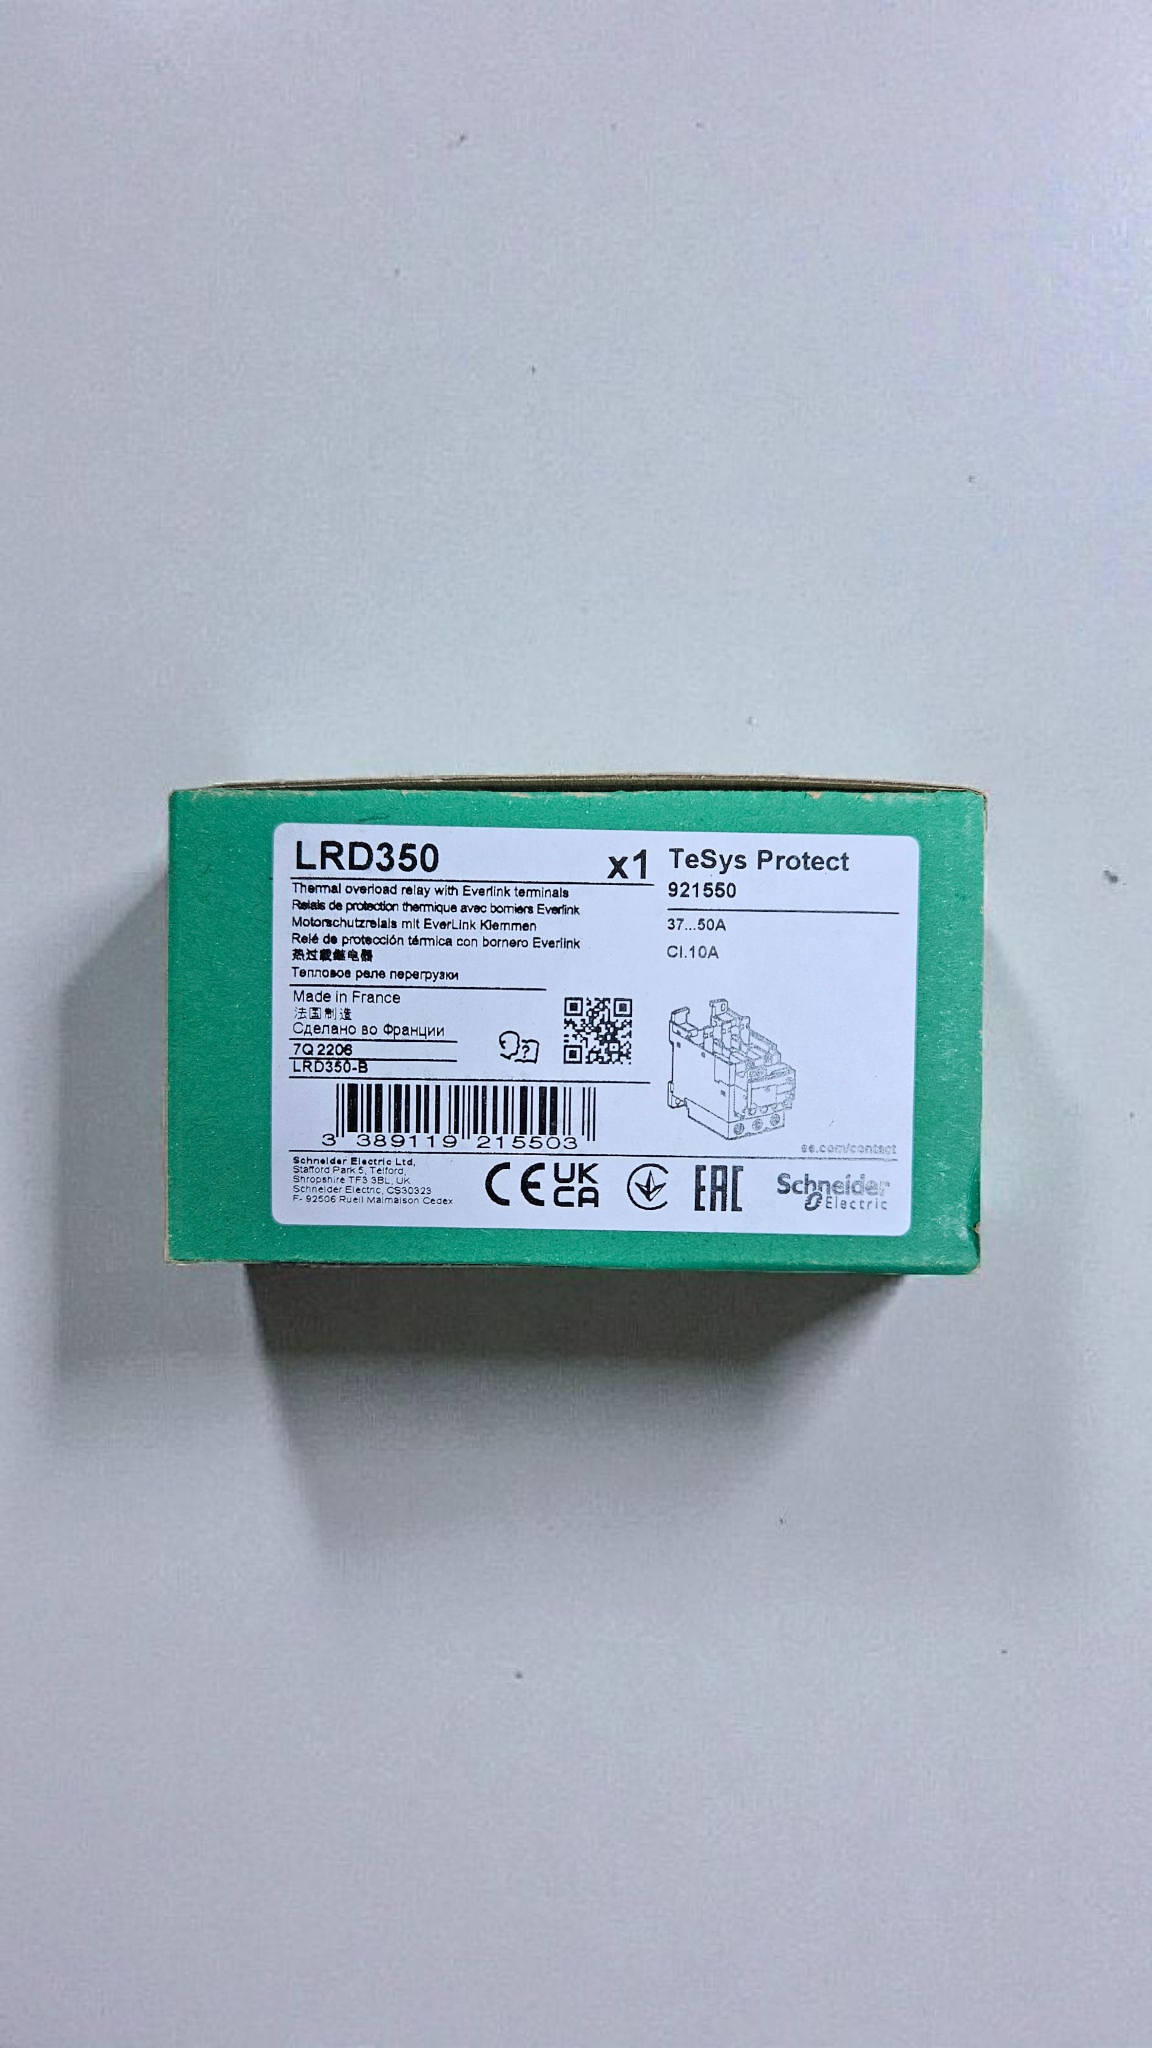 LRD350
x1
TeSys Protect
921550
Thermal overload relay with Everlink terminals
Relais de protection thermique avec borniers Everlink
Motorschutzrelais mit EverLink Klemmen
Relé de protección térmica con bornero Everlink
热过载继电器
Тепловое реле перегрузки
37...50A
Cl.10A
Made in France
法国制造
Сделано во Франции
7Q 2206
LRD350-B
3 389119 215503
se.com/contact
Schneider Electric Ltd,
Stafford Park 5, Telford,
Shropshire TF3 3BL, UK
Schneider Electric, CS30323
F- 92506 Rueil Malmaison Cedex
CE
UK
CA
EAC
Schneider
Electric